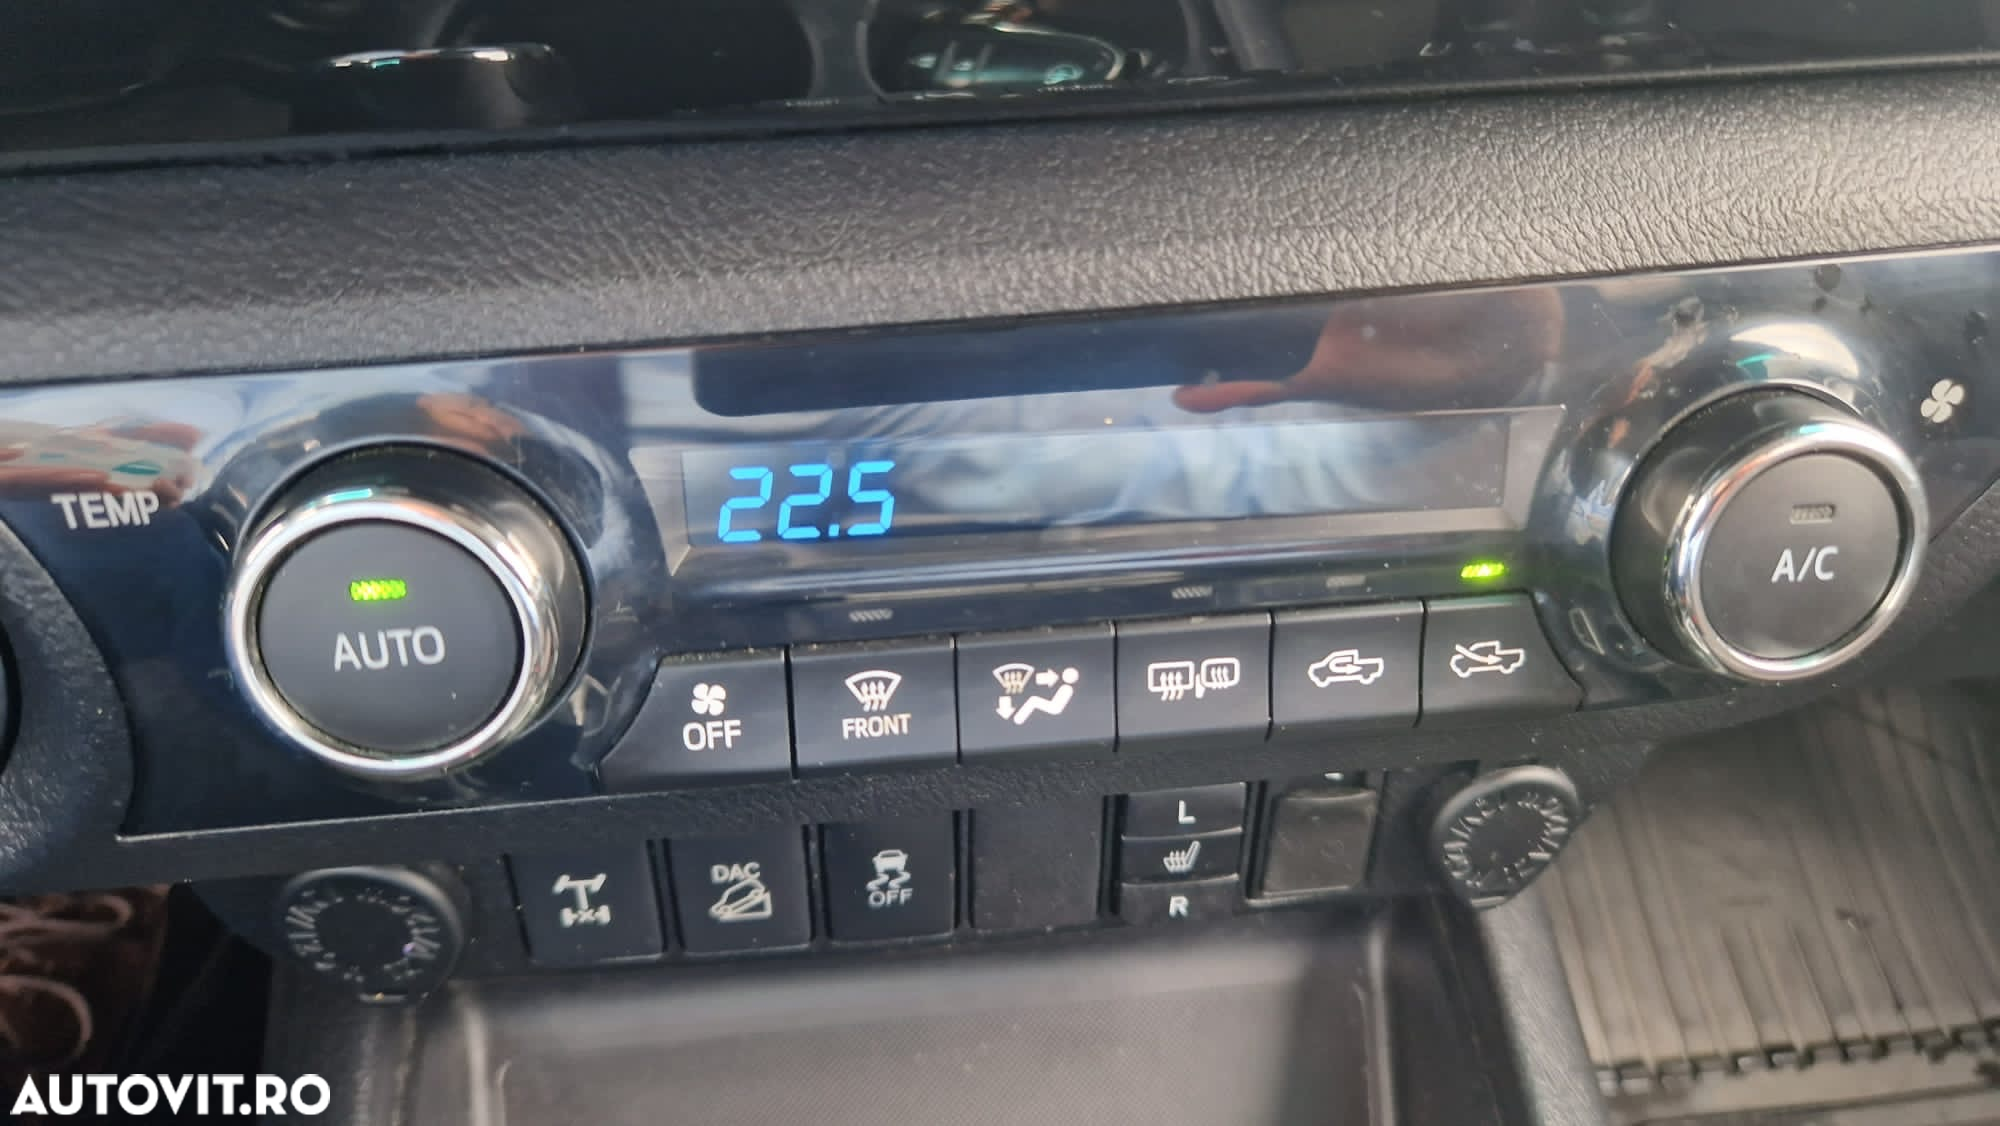 TEMP
22.5
AUTO
A/C
OFF
FRONT
L
DAC
OFF
R
AUTOVIT.RO